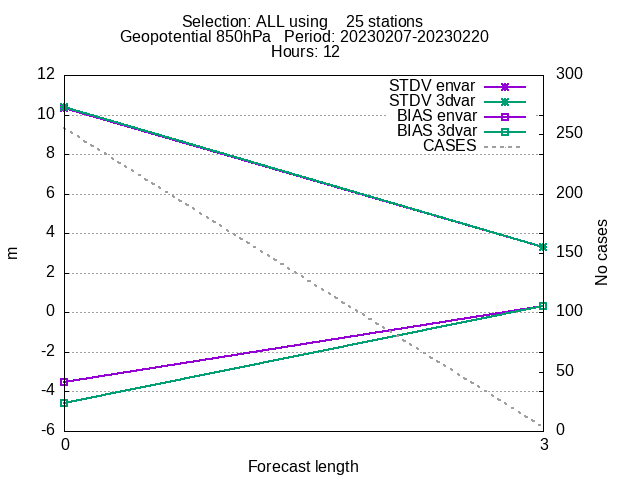 Selection: ALL using    25 stations
Geopotential 850hPa   Period: 20230207-20230220
Hours: 12
12
10
8
6
4
2
0
-2
-4
-6
m
300
250
200
150
100
50
0
No cases
STDV envar
STDV 3dvar
BIAS envar
BIAS 3dvar
CASES
0
3
Forecast length